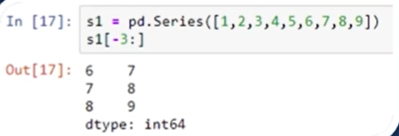 In [17]: s1 = pd.Series([1,2,3,4,5,6,7,8,9])
s1[-3:]
Out[17]: 6 7
7 8
8 9
dtype: int64